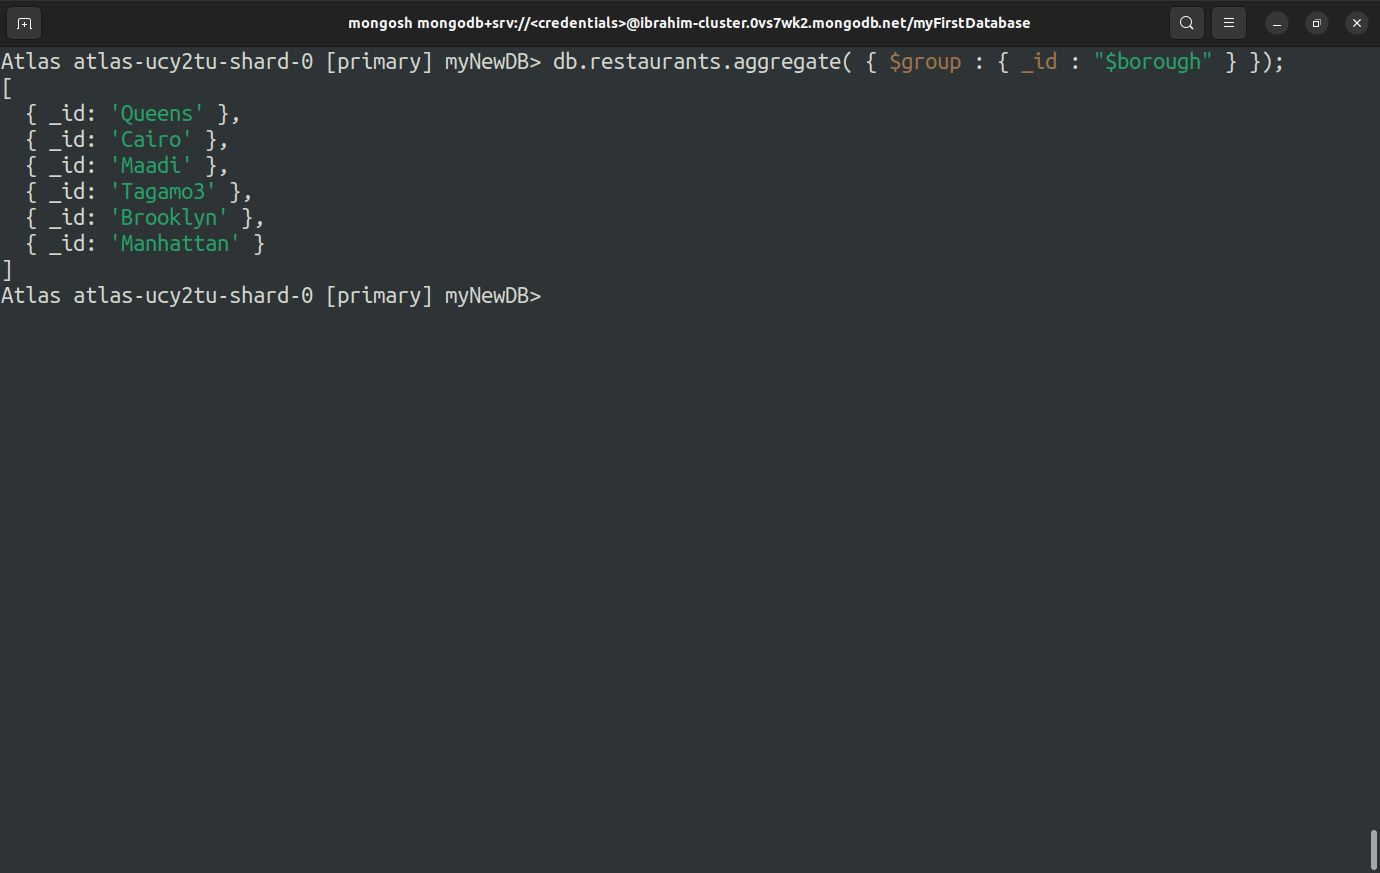 mongosh mongodb+srv://<credentials>@ibrahim-cluster.0vs7wk2.mongodb.net/myFirstDatabase
Atlas atlas-ucy2tu-shard-0 [primary] myNewDB> db.restaurants.aggregate( { $group : { _id : "$borough" } });
[
  { _id: 'Queens' },
  { _id: 'Cairo' },
  { _id: 'Maadi' },
  { _id: 'Tagamo3' },
  { _id: 'Brooklyn' },
  { _id: 'Manhattan' }
]
Atlas atlas-ucy2tu-shard-0 [primary] myNewDB>